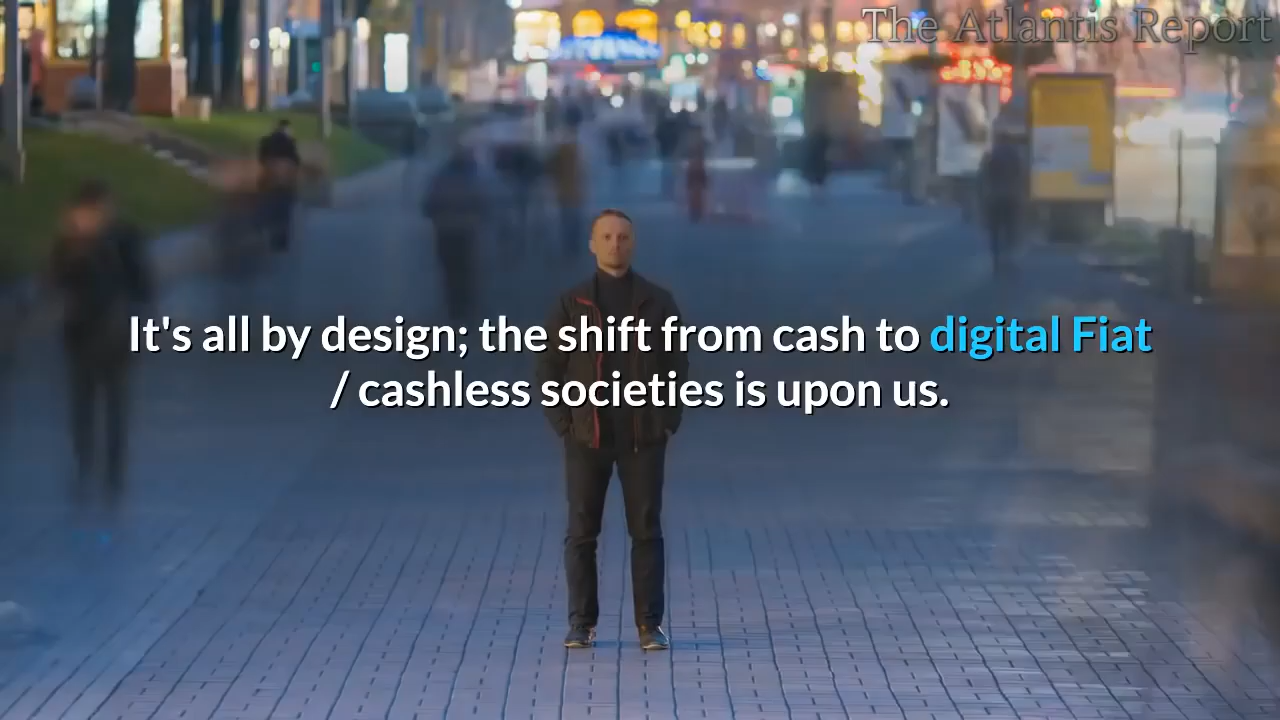 The Atlantis Report
It's all by design; the shift from cash to digital Fiat
/ cashless societies is upon us.